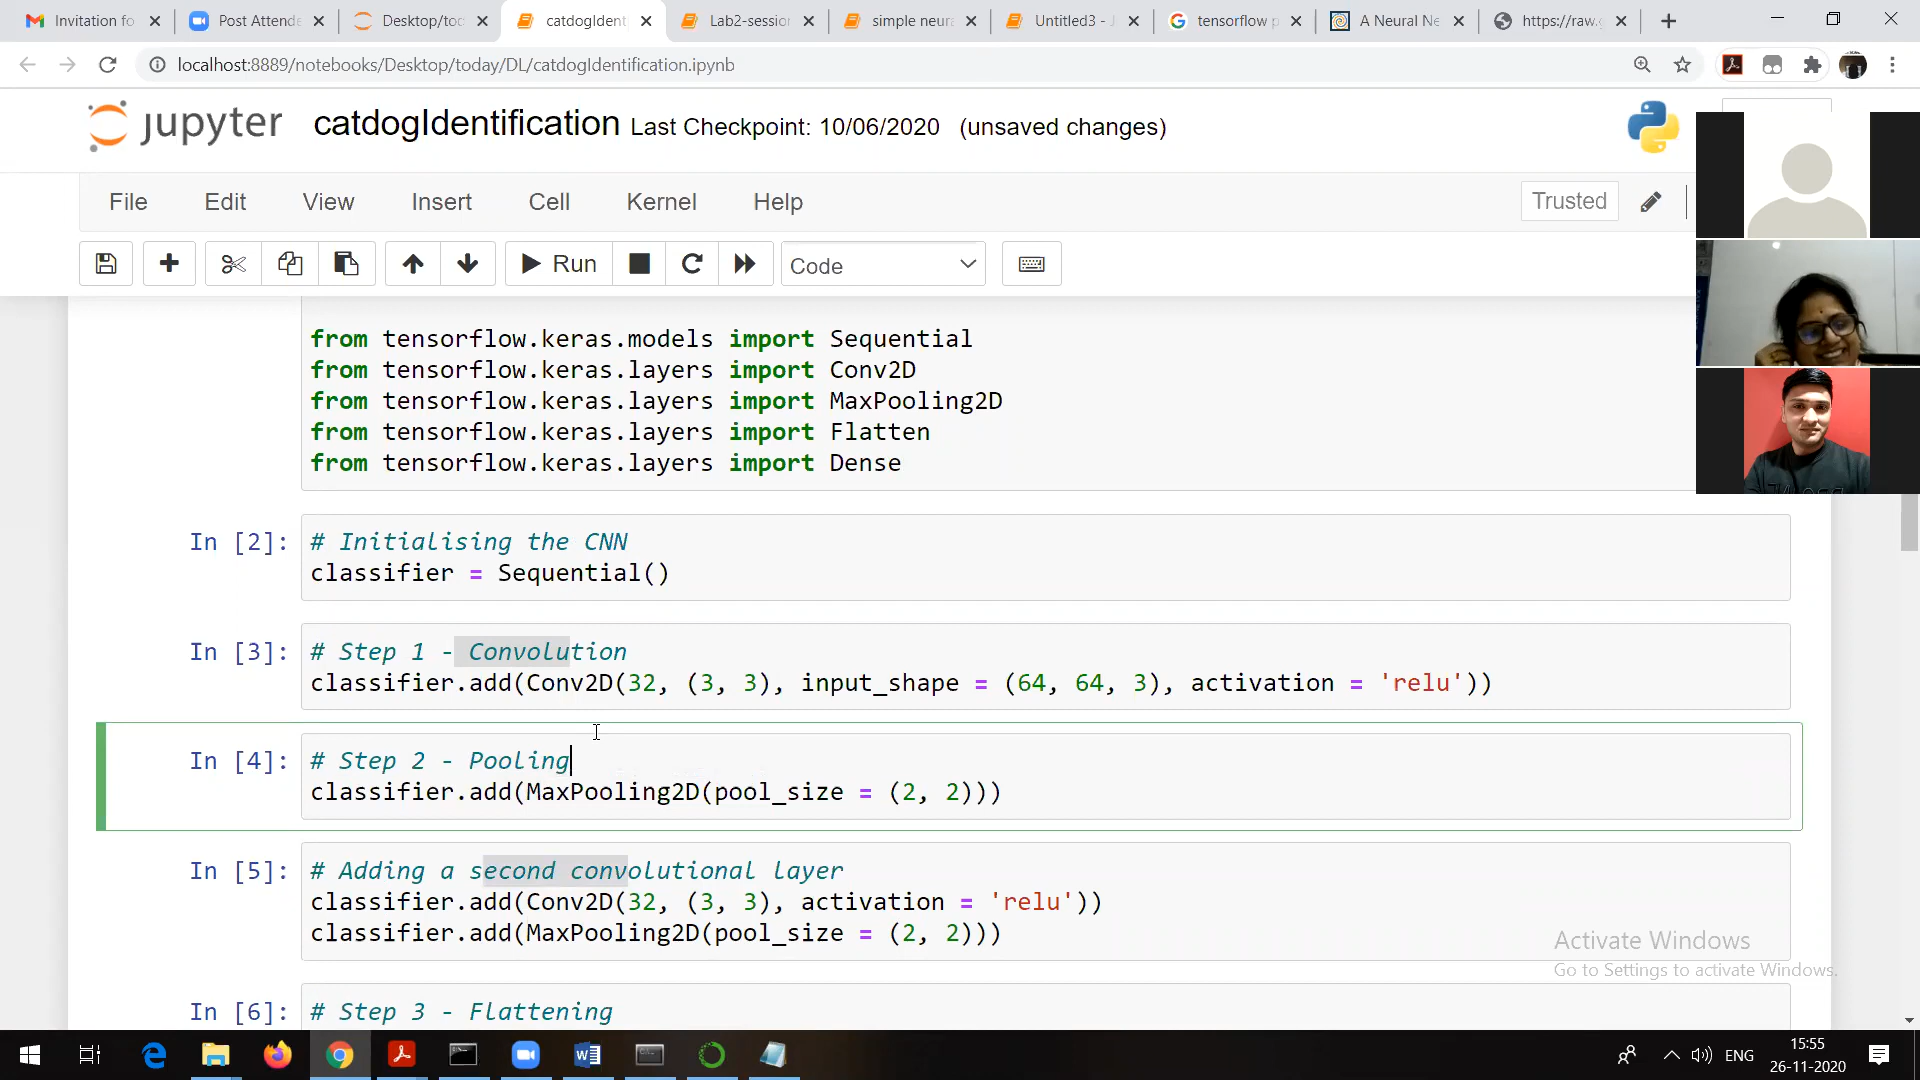 Invitation fo
Post Attende
Desktop/tod
catdogIdenti
Lab2-session
simple neura
Untitled3 - J
tensorflow p
A Neural Ne
https://raw.g
localhost:8889/notebooks/Desktop/today/DL/catdogIdentification.ipynb
jupyter catdogIdentification Last Checkpoint: 10/06/2020 (unsaved changes)
File Edit View Insert Cell Kernel Help Trusted
Run Code
from tensorflow.keras.models import Sequential
from tensorflow.keras.layers import Conv2D
from tensorflow.keras.layers import MaxPooling2D
from tensorflow.keras.layers import Flatten
from tensorflow.keras.layers import Dense
In [2]: # Initialising the CNN
classifier = Sequential()
In [3]: # Step 1 - Convolution
classifier.add(Conv2D(32, (3, 3), input_shape = (64, 64, 3), activation = 'relu'))
In [4]: # Step 2 - Pooling
classifier.add(MaxPooling2D(pool_size = (2, 2)))
In [5]: # Adding a second convolutional layer
classifier.add(Conv2D(32, (3, 3), activation = 'relu'))
classifier.add(MaxPooling2D(pool_size = (2, 2)))
Activate Windows
Go to Settings to activate Windows.
In [6]: # Step 3 - Flattening
ENG
15:55
26-11-2020